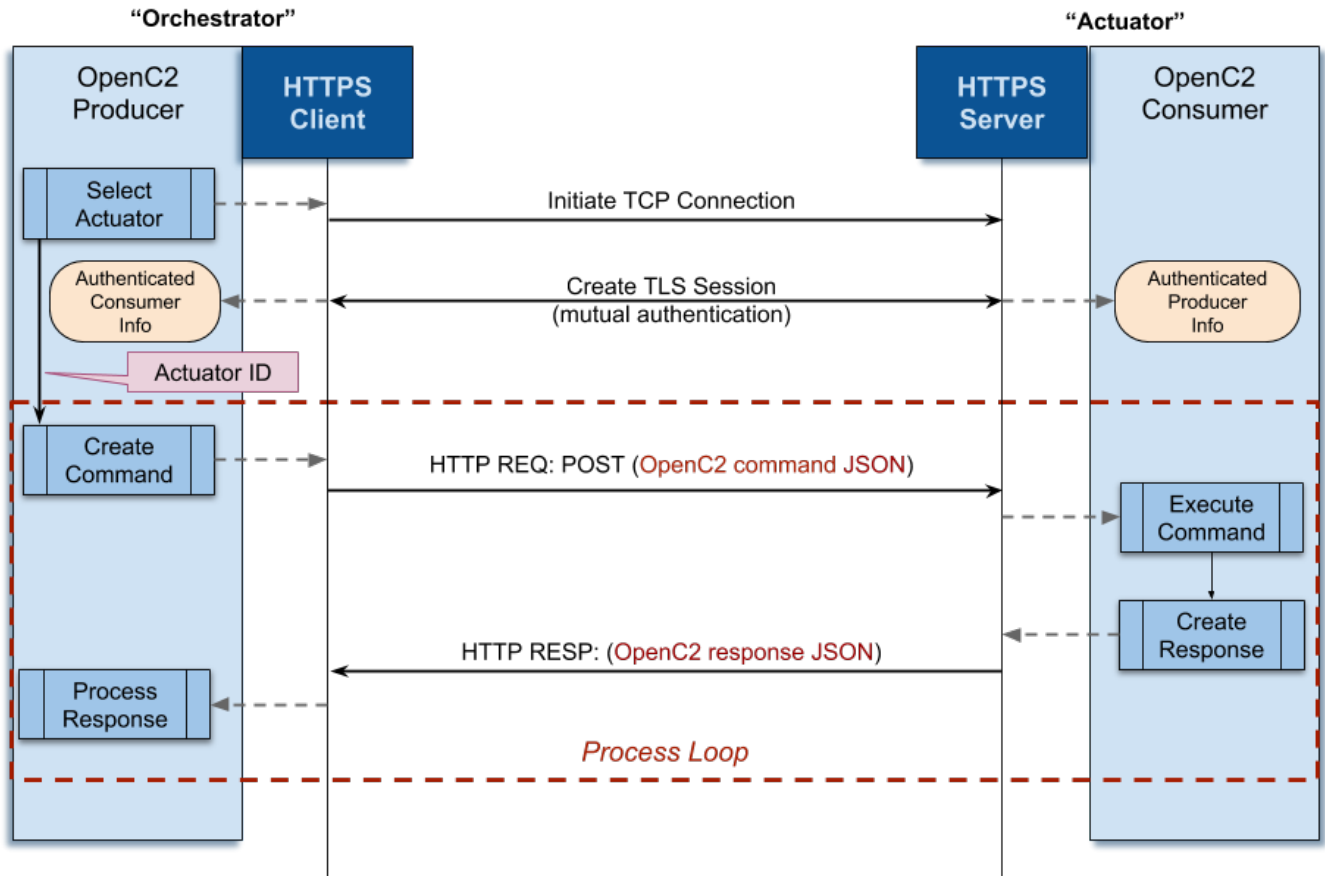 “Orchestrator”
“Actuator”
OpenC2
Producer
HTTPS
Client
HTTPS
Server
OpenC2
Consumer
Select
Actuator
Initiate TCP Connection
Authenticated
Consumer
Info
Create TLS Session
(mutual authentication)
Authenticated
Producer
Info
Actuator ID
Create
Command
HTTP REQ: POST (OpenC2 command JSON)
Execute
Command
Create
Response
HTTP RESP: (OpenC2 response JSON)
Process
Response
Process Loop